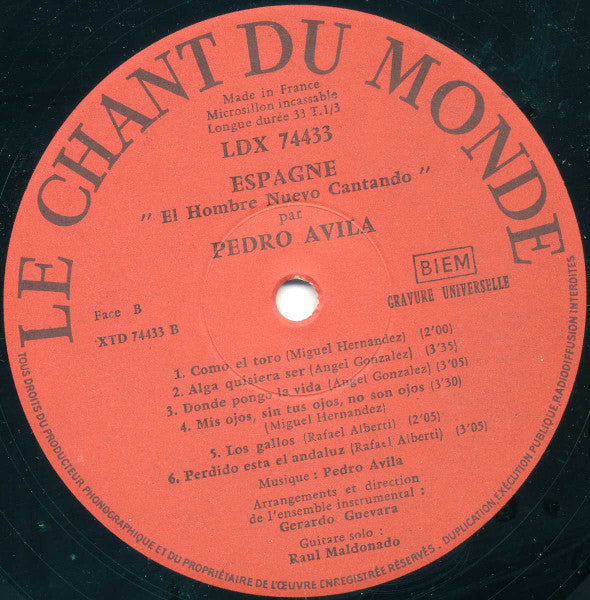 LE CHANT DU MONDE
Made in France
Microsillon incassable
Longue durée 33 T.1/3
LDX 74433
ESPAGNE
" El Hombre Nuevo Cantando "
par
PEDRO AVILA
BIEM
GRAVURE UNIVERSELLE
Face B
XTD 74433 B
1. Como el toro (Miguel Hernandez) (2'00)
2. Alga quisiera ser (Angel Gonzalez) (3'35)
3. Donde pongo la vida (Angel Gonzalez) (3'05)
4. Mis ojos, sin tus ojos, no son ojos (3'30)
(Miguel Hernandez)
5. Los gallos (Rafael Alberti) (2'05)
6. Perdido esta el andaluz (Rafael Alberti) (3'05)
Musique : Pedro Avila
Arrangements et direction
de l'ensemble instrumental :
Gerardo Guevara
Guitare solo :
Raul Maldonado
TOUS DROITS DU PRODUCTEUR PHONOGRAPHIQUE ET DU PROPRIÉTAIRE DE L'ŒUVRE ENREGISTRÉE RÉSERVÉS - DUPLICATION, EXÉCUTION PUBLIQUE, RADIODIFFUSION INTERDITES